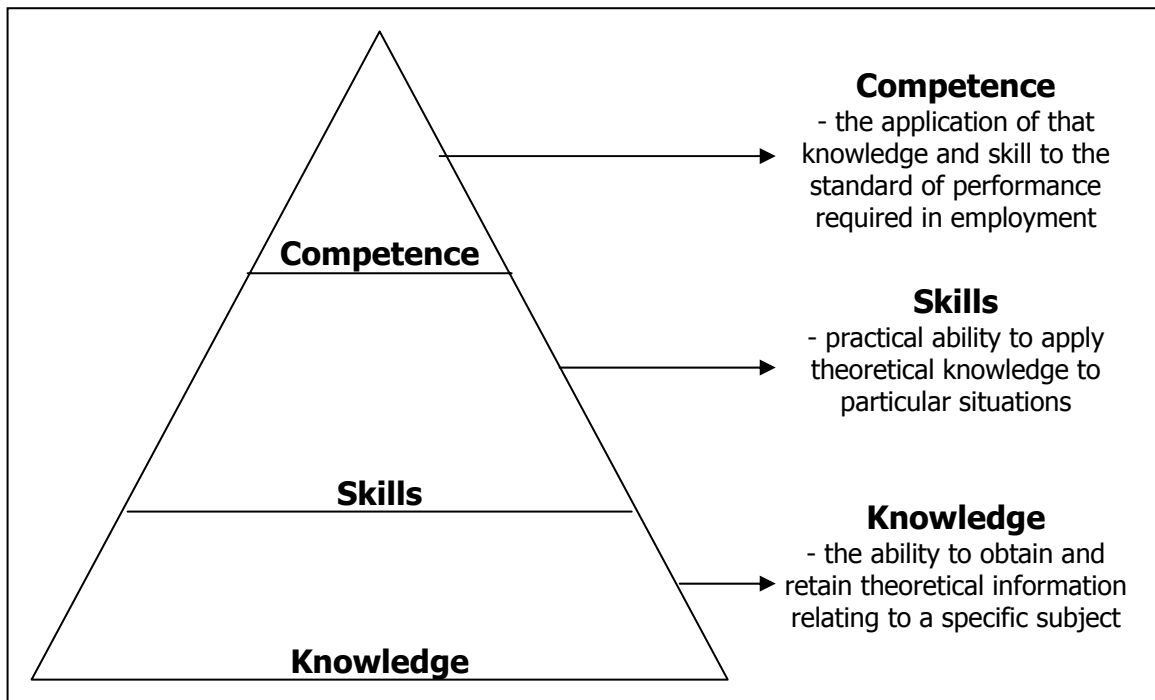 Competence
- the application of that
knowledge and skill to the
standard of performance
required in employment
Competence
Skills
- practical ability to apply
theoretical knowledge to
particular situations
Skills
Knowledge
- the ability to obtain and
retain theoretical information
relating to a specific subject
Knowledge